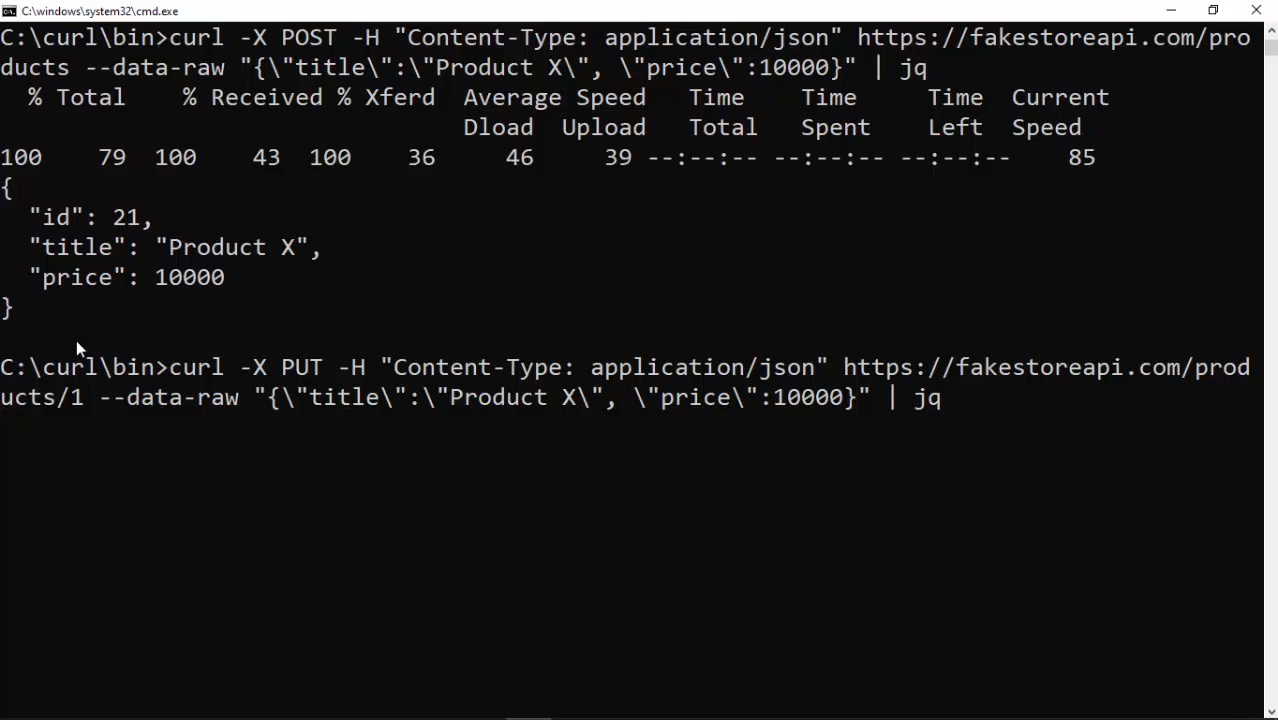 C:\windows\system32\cmd.exe
C:\curl\bin>curl -X POST -H "Content-Type: application/json" https://fakestoreapi.com/pro
ducts --data-raw "{\"title\":\"Product X\", \"price\":10000}" | jq
% Total % Received % Xferd Average Speed Time Time Time Current
Dload Upload Total Spent Left Speed
100 79 100 43 100 36 46 39 --:--:-- --:--:-- --:--:-- 85
{
"id": 21,
"title": "Product X",
"price": 10000
}
C:\curl\bin>curl -X PUT -H "Content-Type: application/json" https://fakestoreapi.com/prod
ucts/1 --data-raw "{\"title\":\"Product X\", \"price\":10000}" | jq